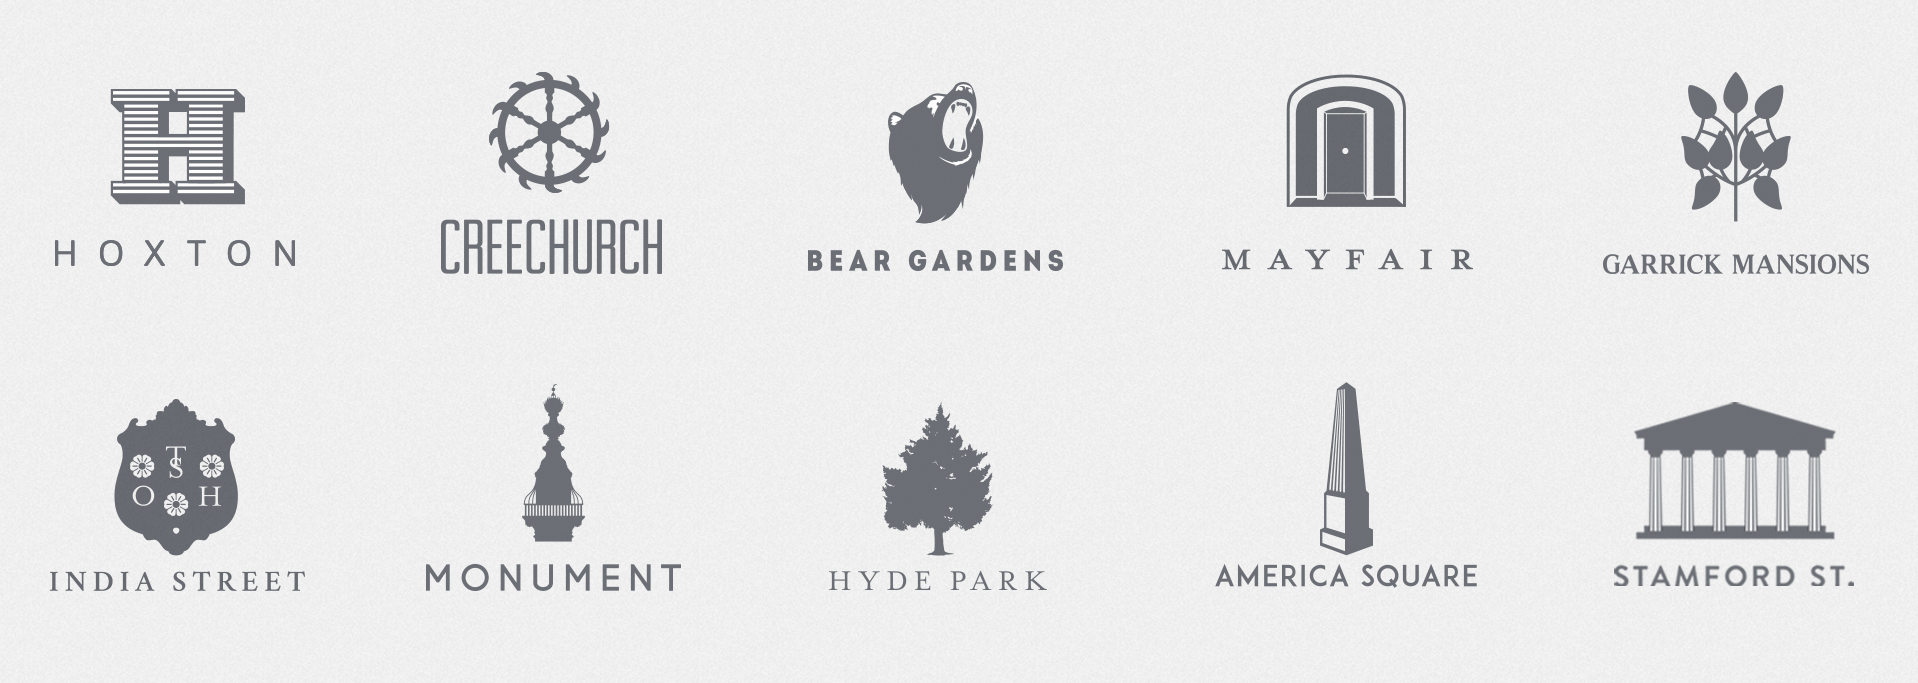 H
HOXTON
CREECHURCH
BEAR GARDENS
MAYFAIR
GARRICK MANSIONS
T
S
O H
INDIA STREET
MONUMENT
HYDE PARK
AMERICA SQUARE
STAMFORD ST.